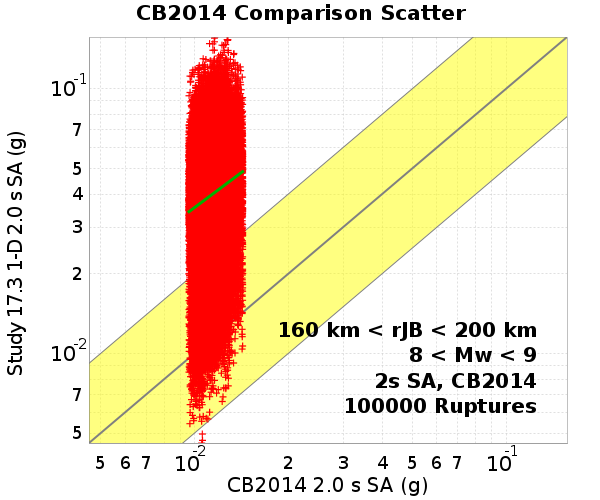 CB2014 Comparison Scatter
Study 17.3 1-D 2.0 s SA (g)
10-1
7
5
4
3
2
10-2
7
5
160 km < rJB < 200 km
8 < Mw < 9
2s SA, CB2014
100000 Ruptures
5 6 7 10-2 2 3 4 5 6 7 10-1
CB2014 2.0 s SA (g)